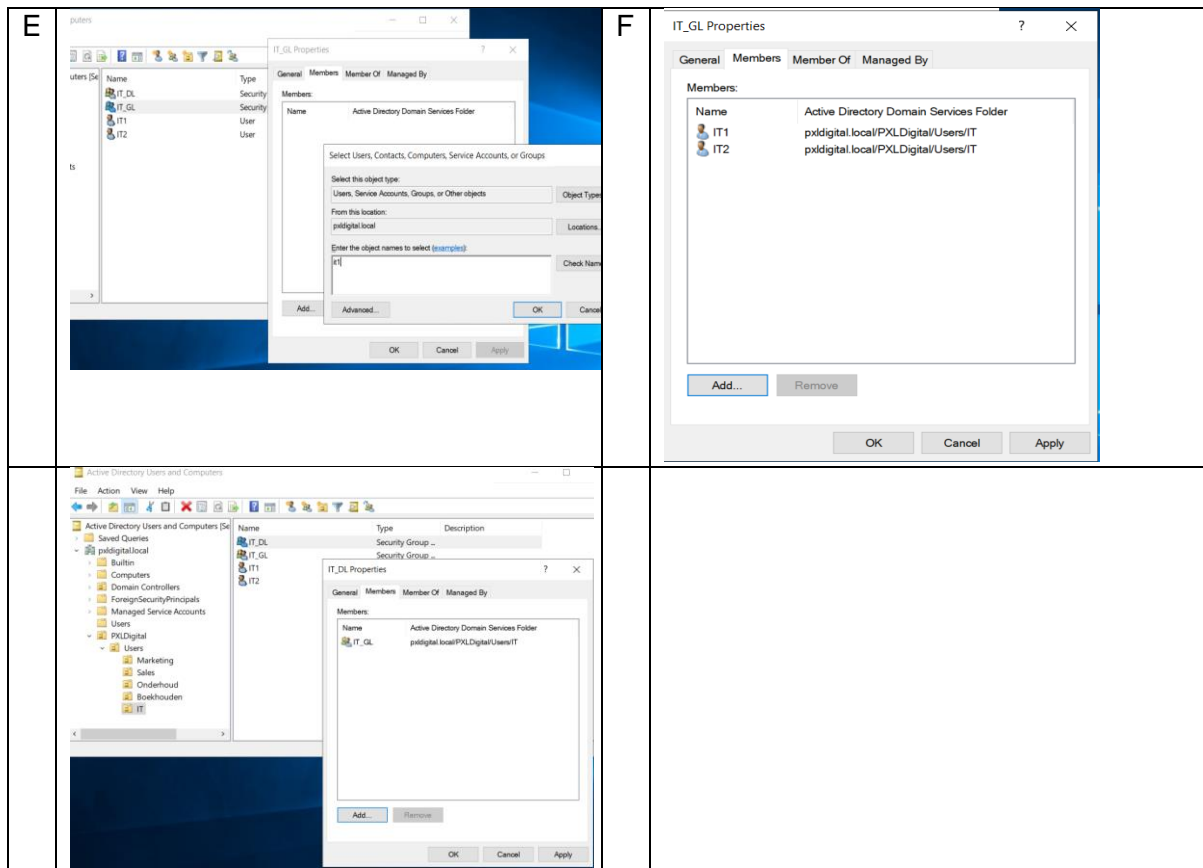 E
puters
IT_GL Properties
General Members Member Of Managed By
Members:
Name Active Directory Domain Services Folder
uters [Se
Name Type
IT_DL Security
IT_GL Security
IT1 User
IT2 User
ts
Select Users, Contacts, Computers, Service Accounts, or Groups
Select this object type:
Users, Service Accounts, Groups, or Other objects
Object Types
From this location:
pxldigital.local
Locations..
Enter the object names to select (examples):
it1
Check Name
Add...
Advanced...
OK
Cancel
OK
Cancel
Apply
F
IT_GL Properties
General Members Member Of Managed By
Members:
Name Active Directory Domain Services Folder
IT1 pxldigital.local/PXLDigital/Users/IT
IT2 pxldigital.local/PXLDigital/Users/IT
Add...
Remove
OK
Cancel
Apply
Active Directory Users and Computers
File Action View Help
Active Directory Users and Computers [Se
Saved Queries
pxldigital.local
Builtin
Computers
Domain Controllers
ForeignSecurityPrincipals
Managed Service Accounts
Users
PXLDigital
Users
Marketing
Sales
Onderhoud
Boekhouden
IT
Name Type Description
IT_DL Security Group ...
IT_GL Security Group ...
IT1
IT2
IT_DL Properties
General Members Member Of Managed By
Members:
Name Active Directory Domain Services Folder
IT_GL pxldigital.local/PXLDigital/Users/IT
Add...
Remove
OK
Cancel
Apply